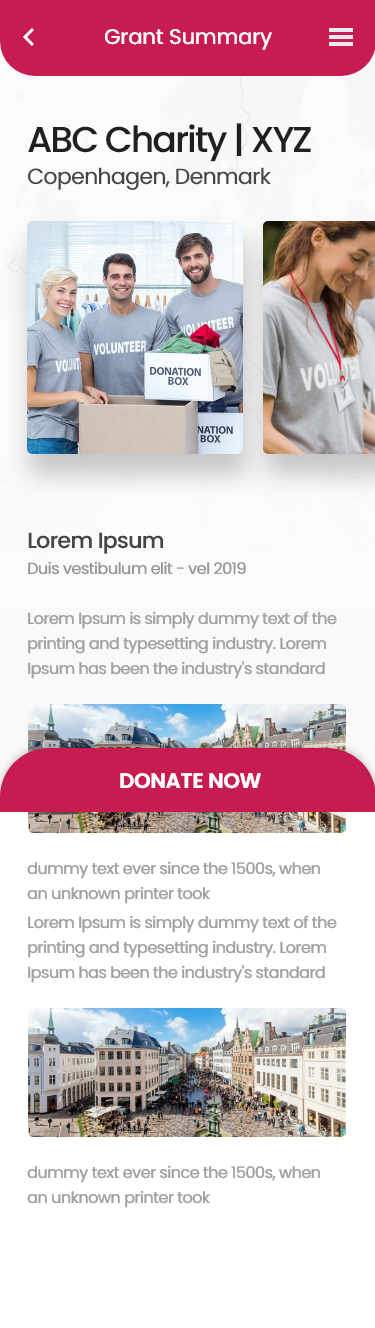 Grant Summary
ABC Charity | XYZ
Copenhagen, Denmark
VOLUNTEER
VOLUNTEER
DONATION
BOX
BOX
Lorem Ipsum
Duis vestibulum elit - vel 2019
Lorem Ipsum is simply dummy text of the
printing and typesetting industry. Lorem
Ipsum has been the industry's standard
DONATE NOW
dummy text ever since the 1500s, when
an unknown printer took
Lorem Ipsum is simply dummy text of the
printing and typesetting industry. Lorem
Ipsum has been the industry's standard
dummy text ever since the 1500s, when
an unknown printer took